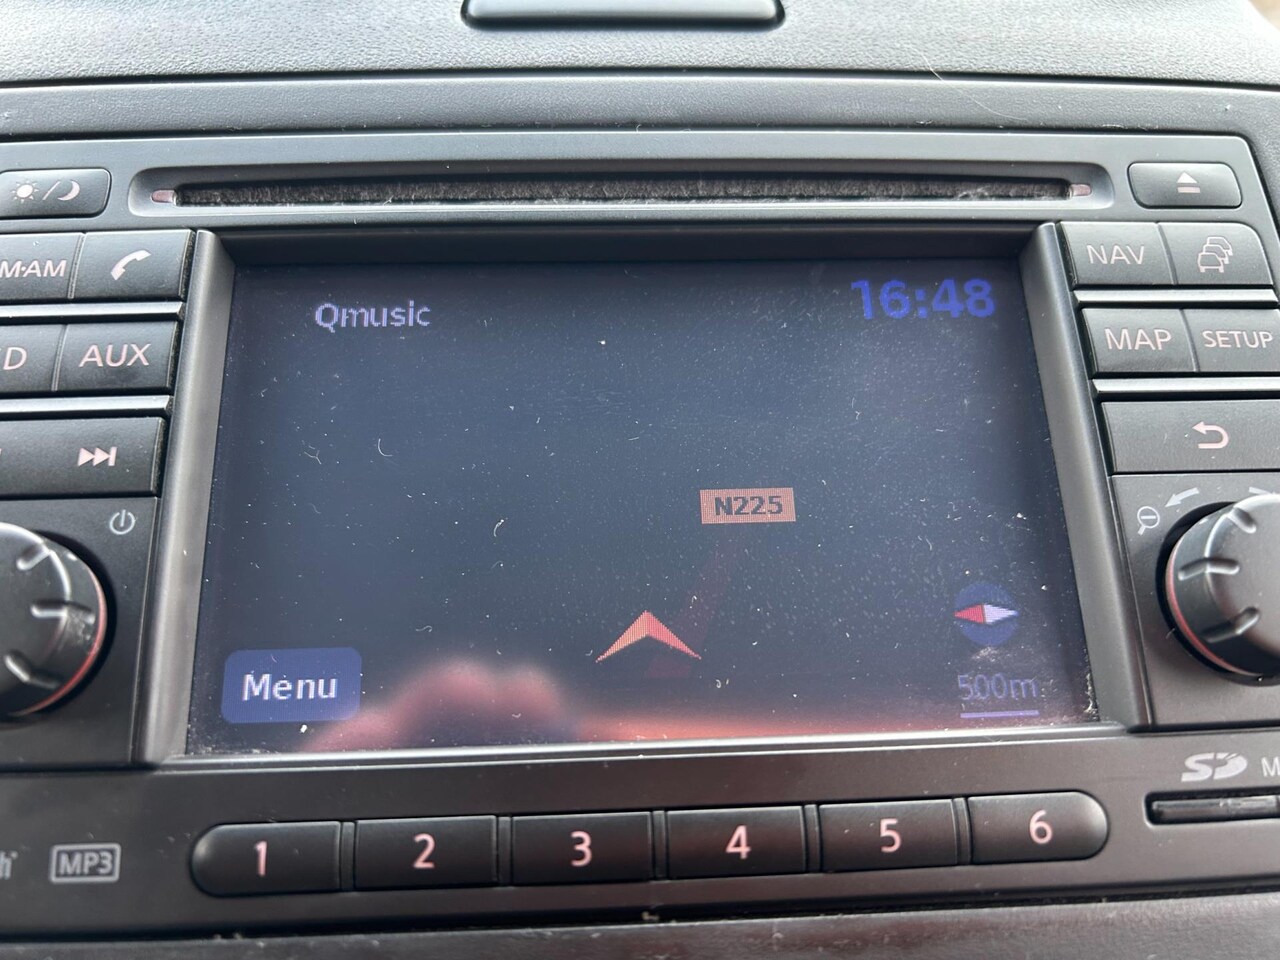 Qmusic
16:48
M·AM
NAV
D
AUX
MAP
SETUP
N225
Menu
500m
SD
M
MP3
1
2
3
4
5
6